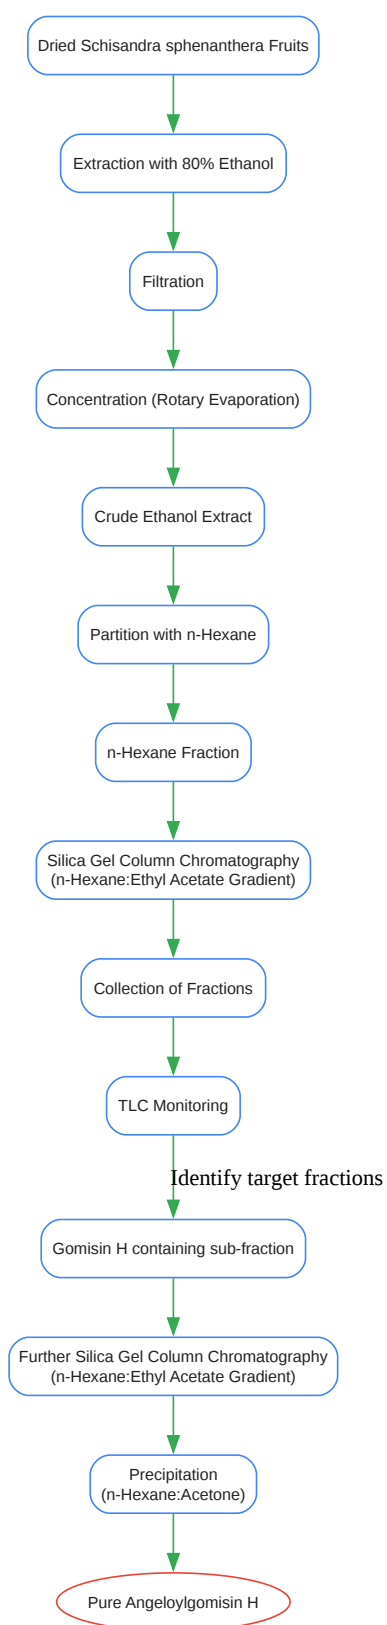 Dried Schisandra sphenanthera Fruits
Extraction with 80% Ethanol
Filtration
Concentration (Rotary Evaporation)
Crude Ethanol Extract
Partition with n-Hexane
n-Hexane Fraction
Silica Gel Column Chromatography
(n-Hexane:Ethyl Acetate Gradient)
Collection of Fractions
TLC Monitoring
Identify target fractions
Gomisin H containing sub-fraction
Further Silica Gel Column Chromatography
(n-Hexane:Ethyl Acetate Gradient)
Precipitation
(n-Hexane:Acetone)
Pure Angeloylgomisin H